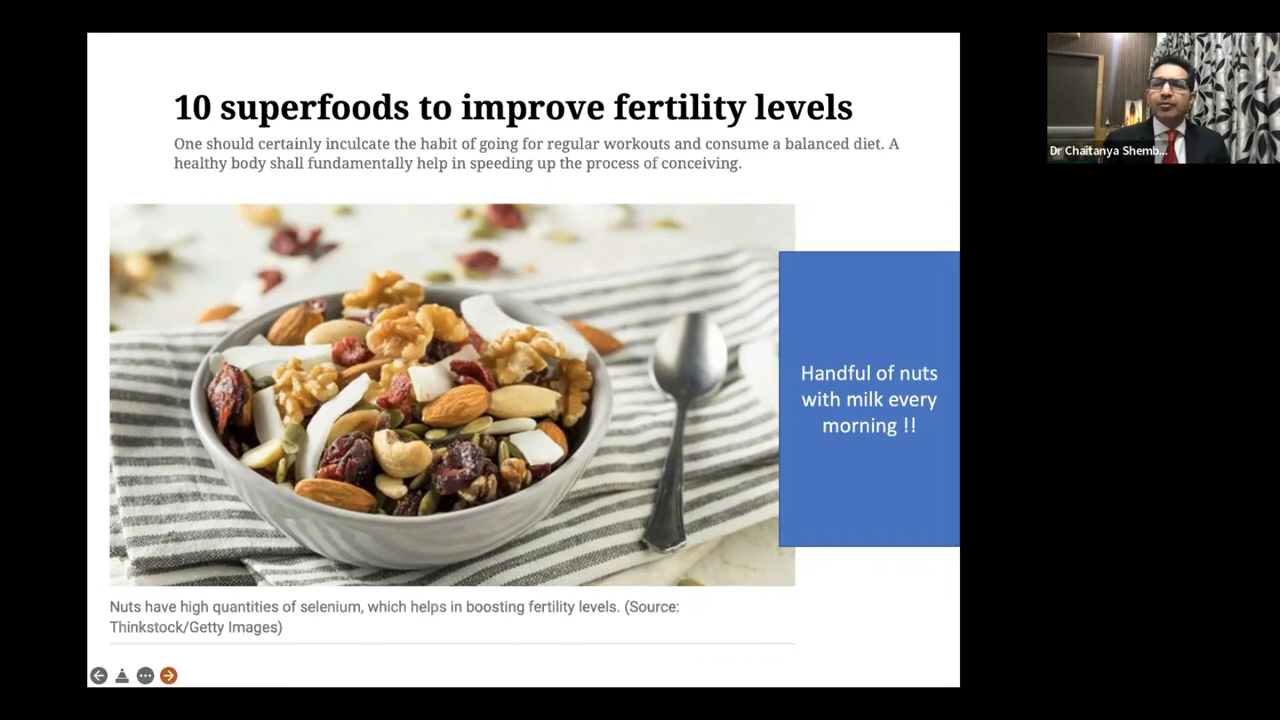 10 superfoods to improve fertility levels
One should certainly inculcate the habit of going for regular workouts and consume a balanced diet. A
healthy body shall fundamentally help in speeding up the process of conceiving.
Handful of nuts
with milk every
morning !!
Nuts have high quantities of selenium, which helps in boosting fertility levels. (Source:
Thinkstock/Getty Images)
Dr Chaitanya Shemb...